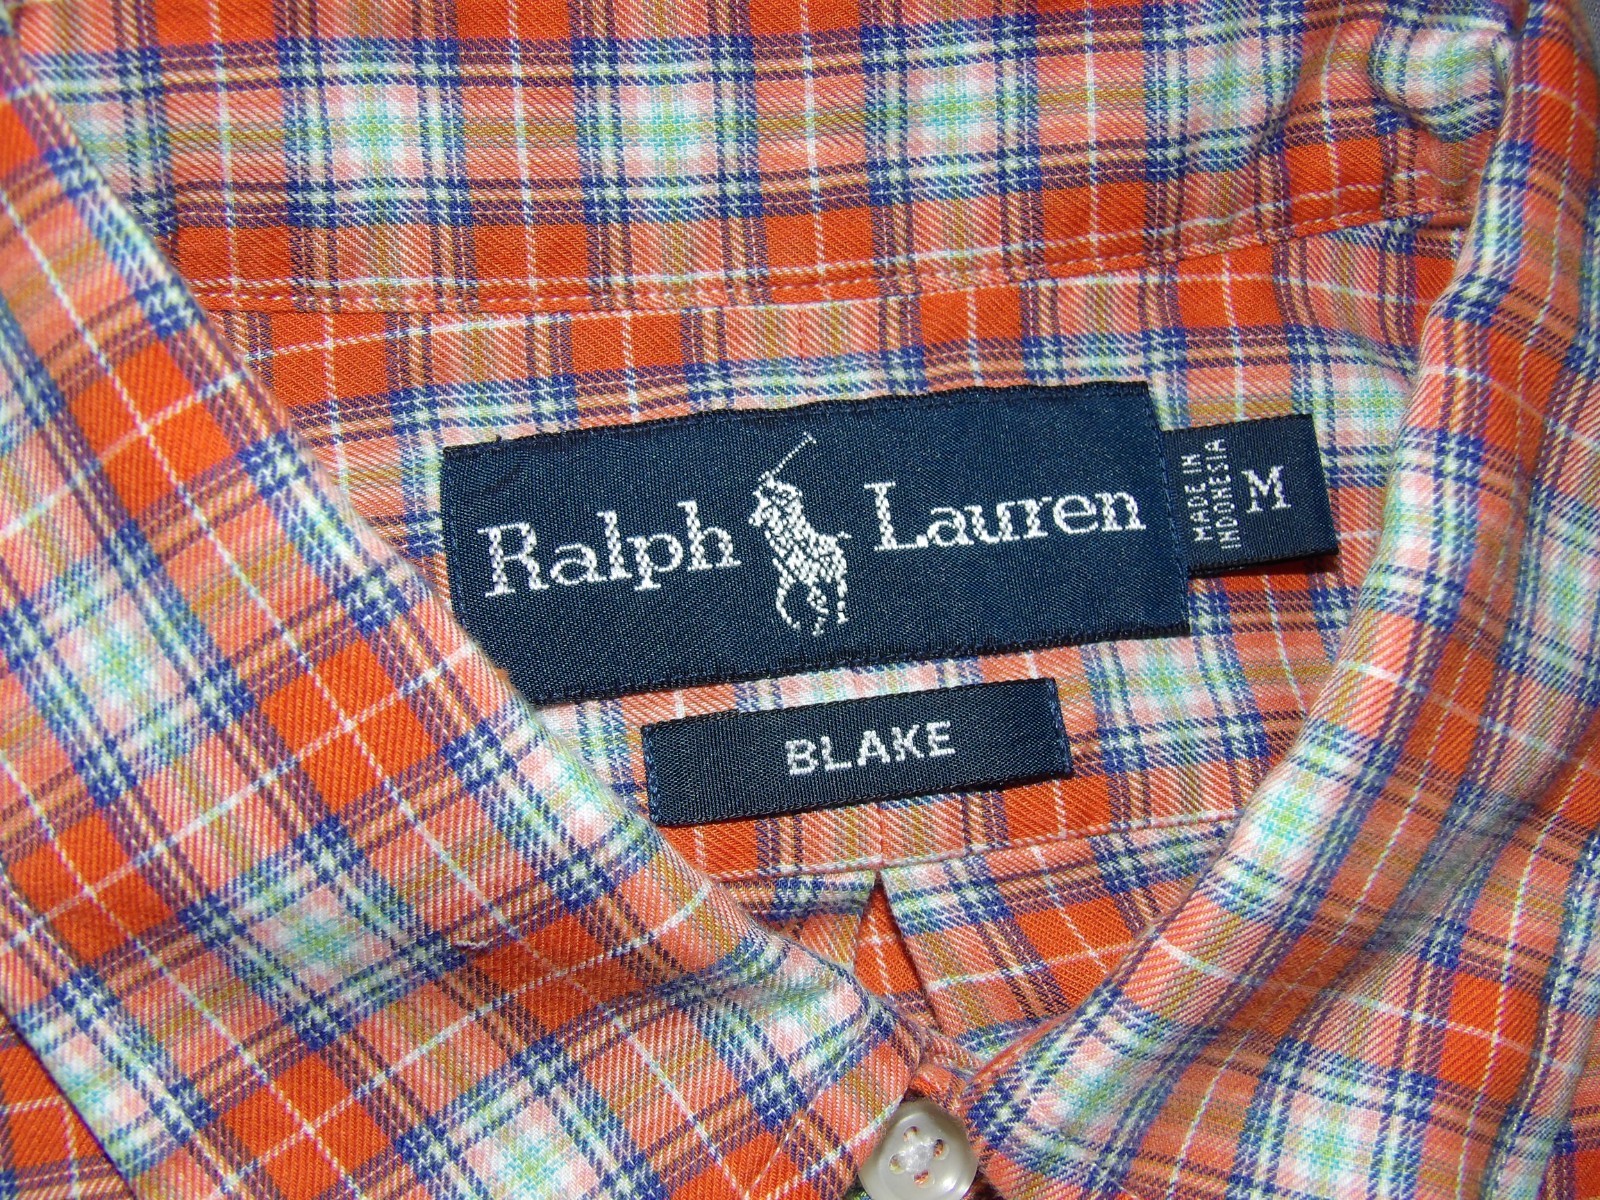 Ralph Lauren
MADE IN
INDONESIA
M
BLAKE